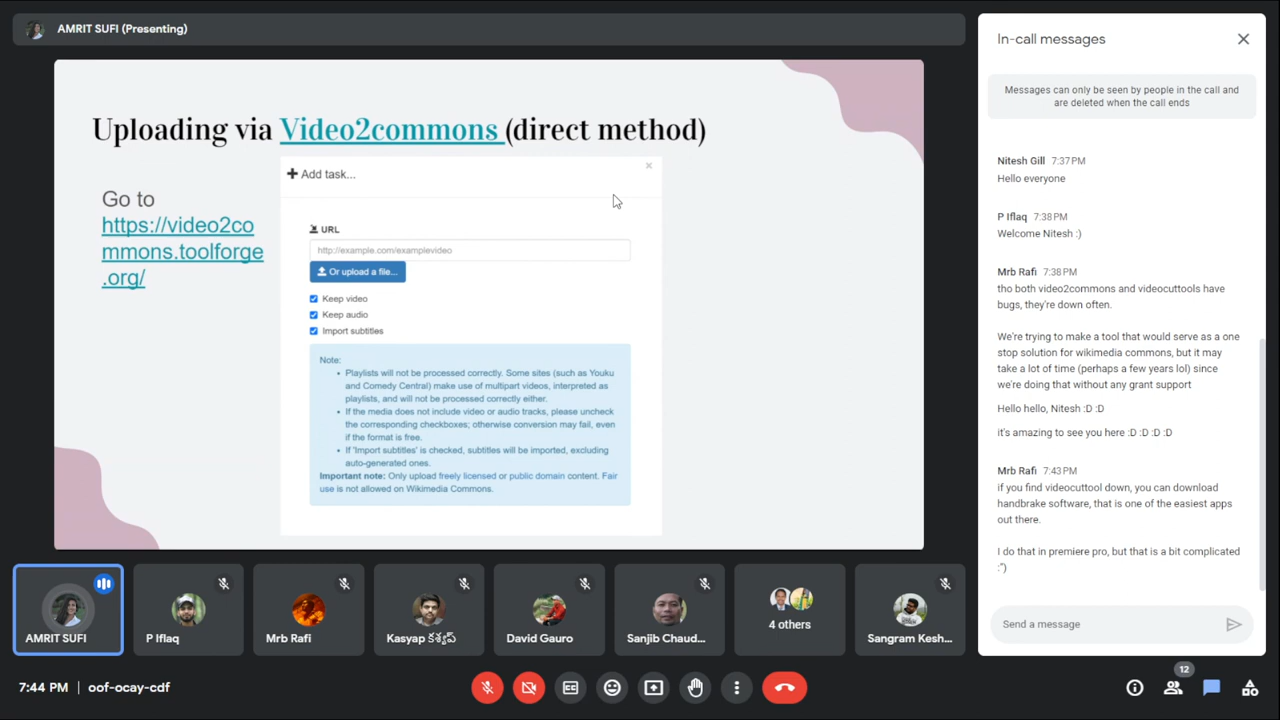 AMRIT SUFI (Presenting)
Uploading via Video2commons (direct method)
Go to
https://video2co
mmons.toolforge
.org/
Add task...
×
URL
http://example.com/examplevideo
Or upload a file...
Keep video
Keep audio
Import subtitles
Note:
• Playlists will not be processed correctly. Some sites (such as Youku
and Comedy Central) make use of multipart videos, interpreted as
playlists, and will not be processed correctly either.
• If the media does not include video or audio tracks, please uncheck
the corresponding checkboxes; otherwise conversion may fail, even
if the format is free.
• If 'Import subtitles' is checked, subtitles will be imported, excluding
auto-generated ones.
Important note: Only upload freely licensed or public domain content. Fair
use is not allowed on Wikimedia Commons.
In-call messages
Messages can only be seen by people in the call and
are deleted when the call ends
Nitesh Gill 7:37 PM
Hello everyone
P Iflaq 7:38 PM
Welcome Nitesh :)
Mrb Rafi 7:38 PM
tho both video2commons and videocuttools have
bugs, they're down often.
We're trying to make a tool that would serve as a one
stop solution for wikimedia commons, but it may
take a lot of time (perhaps a few years lol) since
we're doing that without any grant support
Hello hello, Nitesh :D :D
it's amazing to see you here :D :D :D :D
Mrb Rafi 7:43 PM
if you find videocuttool down, you can download
handbrake software, that is one of the easiest apps
out there.
I do that in premiere pro, but that is a bit complicated
:")
Send a message
AMRIT SUFI
P Iflaq
Mrb Rafi
Kasyap కశ్యప్
David Gauro
Sanjib Chaud...
4 others
Sangram Kesh...
7:44 PM | oof-ocay-cdf
12